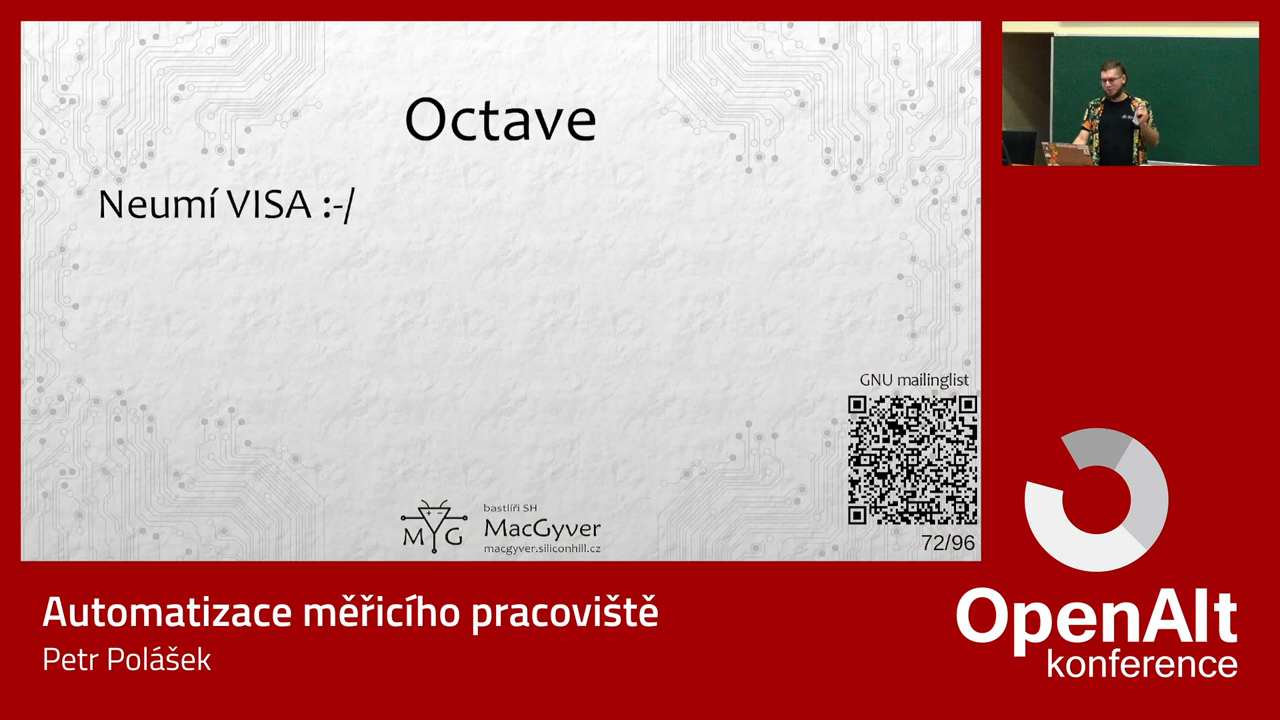 Octave
Neumí VISA :-/
GNU mailinglist
M G
bastlíři SH
MacGyver
macgyver.siliconhill.cz
72/96
Automatizace měřicího pracoviště
Petr Polášek
OpenAlt
konference